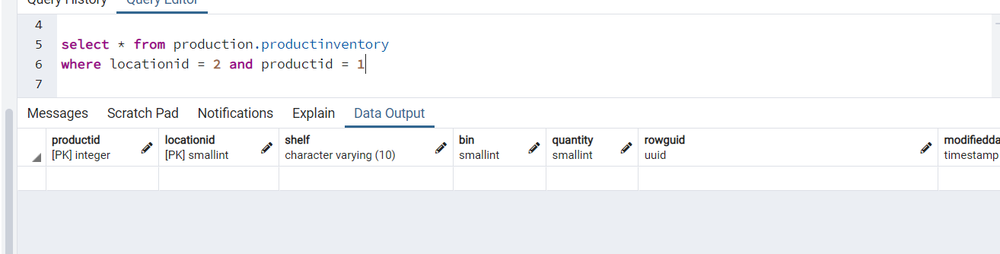 Query History Query Editor
4
5 select * from production.productinventory
6 where locationid = 2 and productid = 1
7
Messages Scratch Pad Notifications Explain Data Output
productid locationid shelf bin quantity rowguid modifiedda
[PK] integer [PK] smallint character varying (10) smallint smallint uuid timestamp